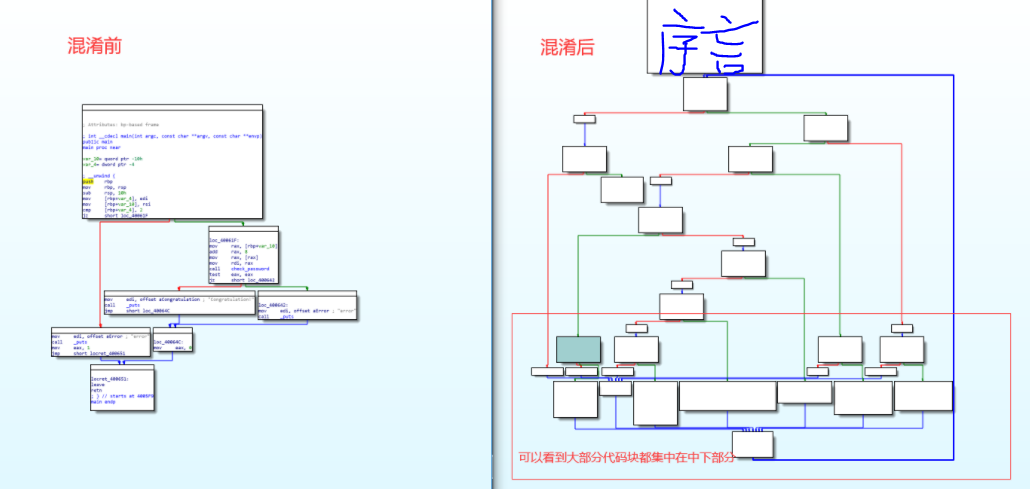 混淆前
混淆后
序言
; Attributes: bp-based frame
; int __cdecl main(int argc, const char **argv, const char **envp)
public main
main proc near
var_10= qword ptr -10h
var_4= dword ptr -4
; __unwind {
push rbp
mov rbp, rsp
sub rsp, 10h
mov [rbp+var_4], edi
mov [rbp+var_10], rsi
cmp [rbp+var_4], 2
short loc_40061F
loc_40061F:
mov rax, [rbp+var_10]
add rax, 8
mov rax, [rax]
mov rdi, rax
call check_password
test eax, eax
short loc_400642
mov edi, offset aCongratulation ; "Congratulation!"
call _puts
jmp short loc_40064C
loc_400642:
mov edi, offset aError ; "error"
call _puts
mov edi, offset aError ; "error"
call _puts
mov eax, 1
jmp short locret_400651
loc_40064C:
mov eax, 0
locret_400651:
leave
retn
main endp
可以看到大部分代码块都集中在中下部分